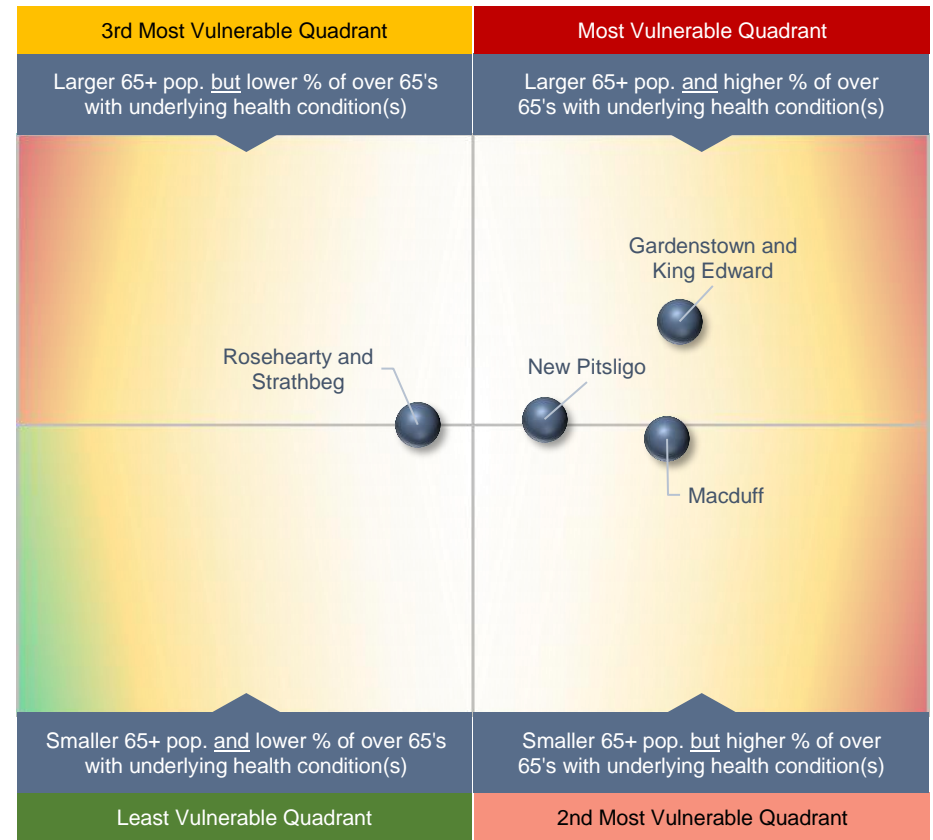 3rd Most Vulnerable Quadrant
Most Vulnerable Quadrant
Larger 65+ pop. but lower % of over 65's
with underlying health condition(s)
Larger 65+ pop. and higher % of over
65's with underlying health condition(s)
Gardenstown and
King Edward
Rosehearty and
Strathbeg
New Pitsligo
Macduff
Smaller 65+ pop. and lower % of over 65's
with underlying health condition(s)
Smaller 65+ pop. but higher % of over
65's with underlying health condition(s)
Least Vulnerable Quadrant
2nd Most Vulnerable Quadrant